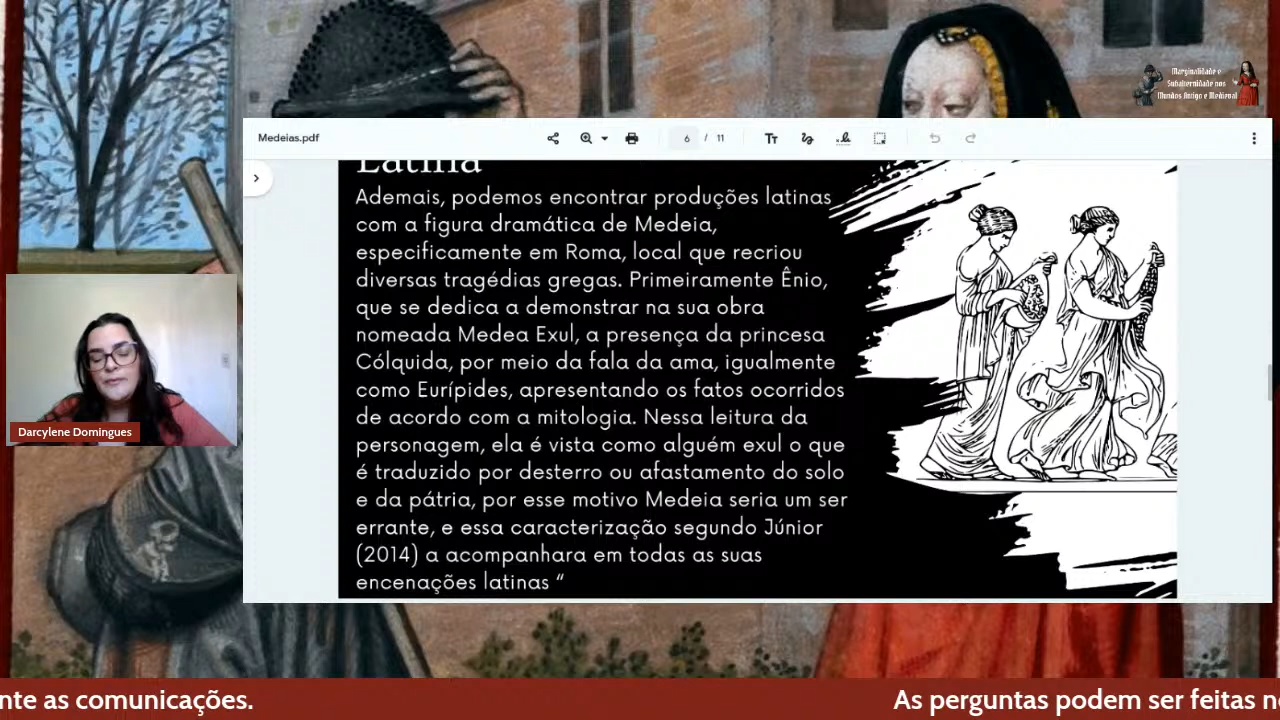 Marginalidade e
Subalternidade nos
Mundos Antigo e Medieval
Medeias.pdf
6 / 11
Latina
Ademais, podemos encontrar produções latinas
com a figura dramática de Medeia,
especificamente em Roma, local que recriou
diversas tragédias gregas. Primeiramente Ênio,
que se dedica a demonstrar na sua obra
nomeada Medea Exul, a presença da princesa
Cólquida, por meio da fala da ama, igualmente
como Eurípides, apresentando os fatos ocorridos
de acordo com a mitologia. Nessa leitura da
personagem, ela é vista como alguém exul o que
é traduzido por desterro ou afastamento do solo
e da pátria, por esse motivo Medeia seria um ser
errante, e essa caracterização segundo Júnior
(2014) a acompanhara em todas as suas
encenações latinas “
Darcylene Domingues
nte as comunicações.
As perguntas podem ser feitas n